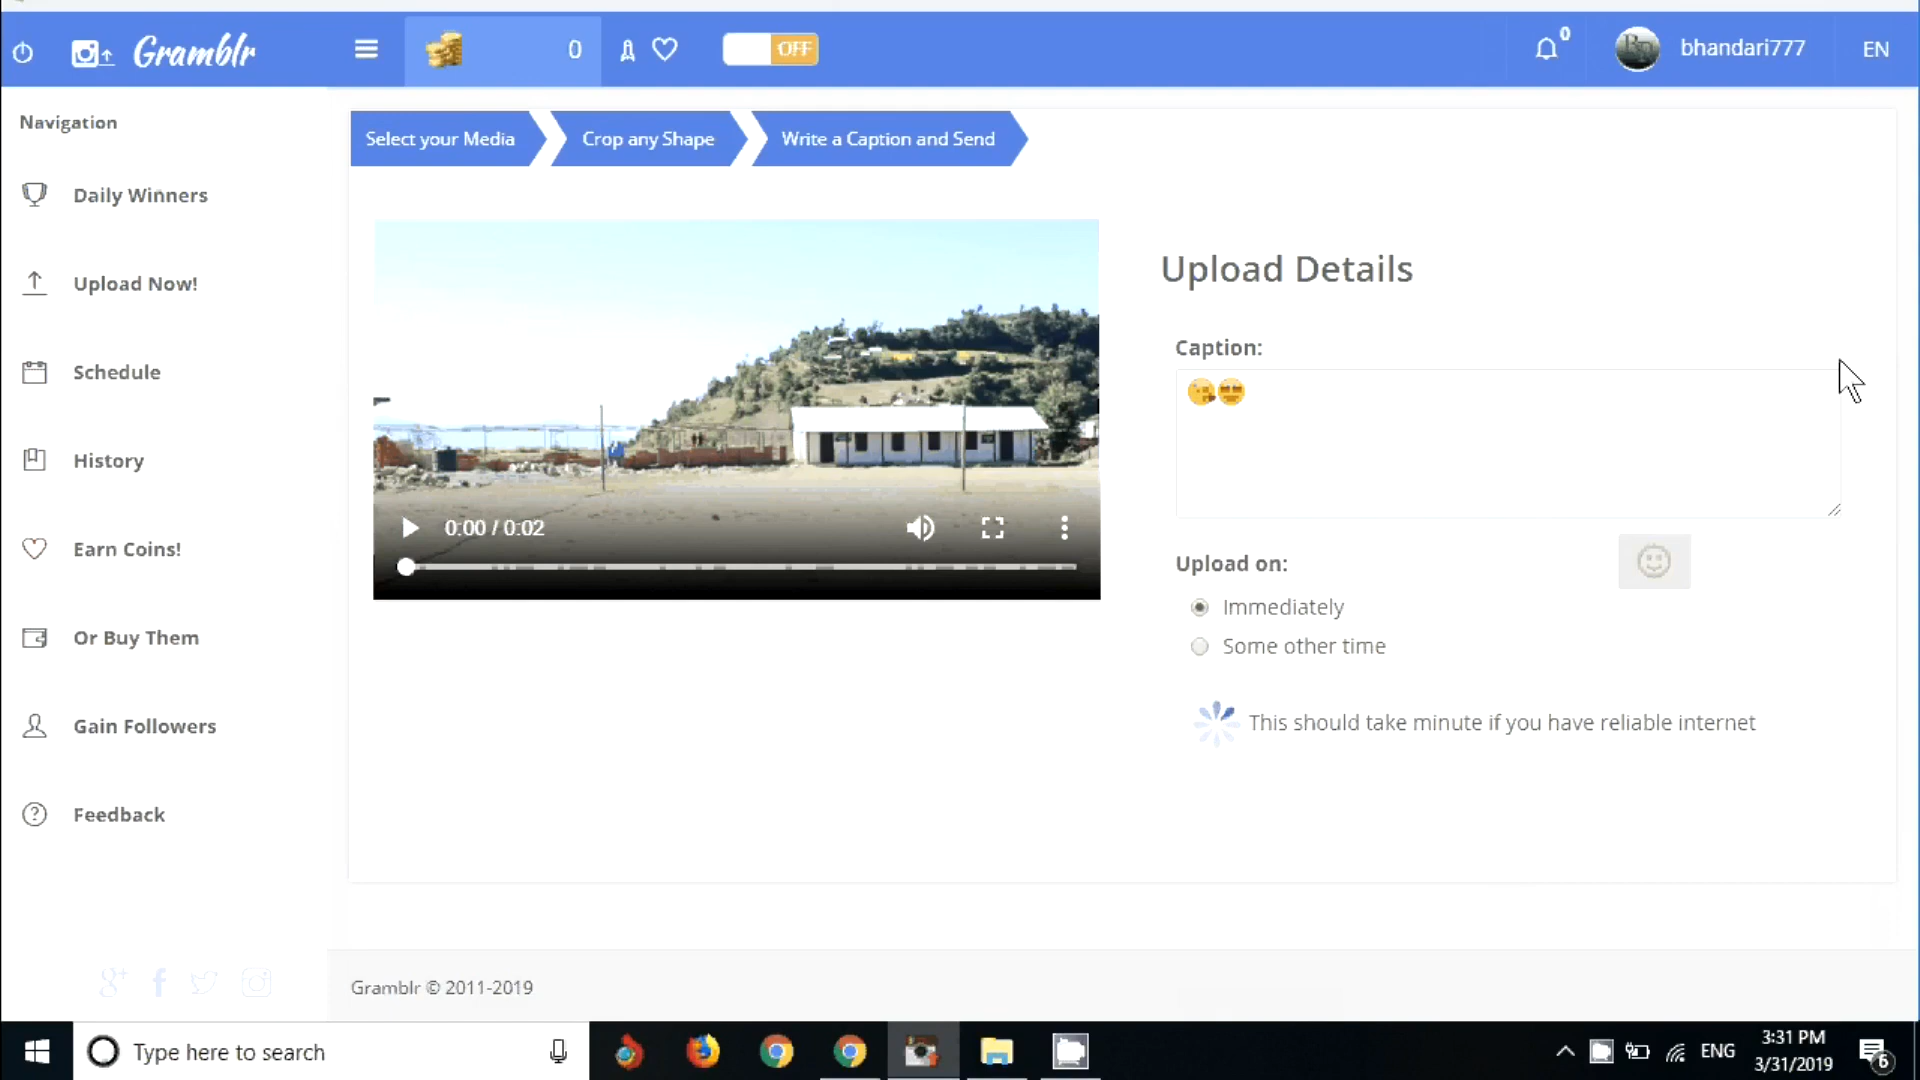 Gramblr
0
OFF
0
bhandari777
EN
Navigation
Daily Winners
Upload Now!
Schedule
History
Earn Coins!
Or Buy Them
Gain Followers
Feedback
Select your Media
Crop any Shape
Write a Caption and Send
0:00 / 0:02
Upload Details
Caption:
😘😍
Upload on:
Immediately
Some other time
This should take minute if you have reliable internet
Gramblr © 2011-2019
Type here to search
ENG
3:31 PM
3/31/2019
6